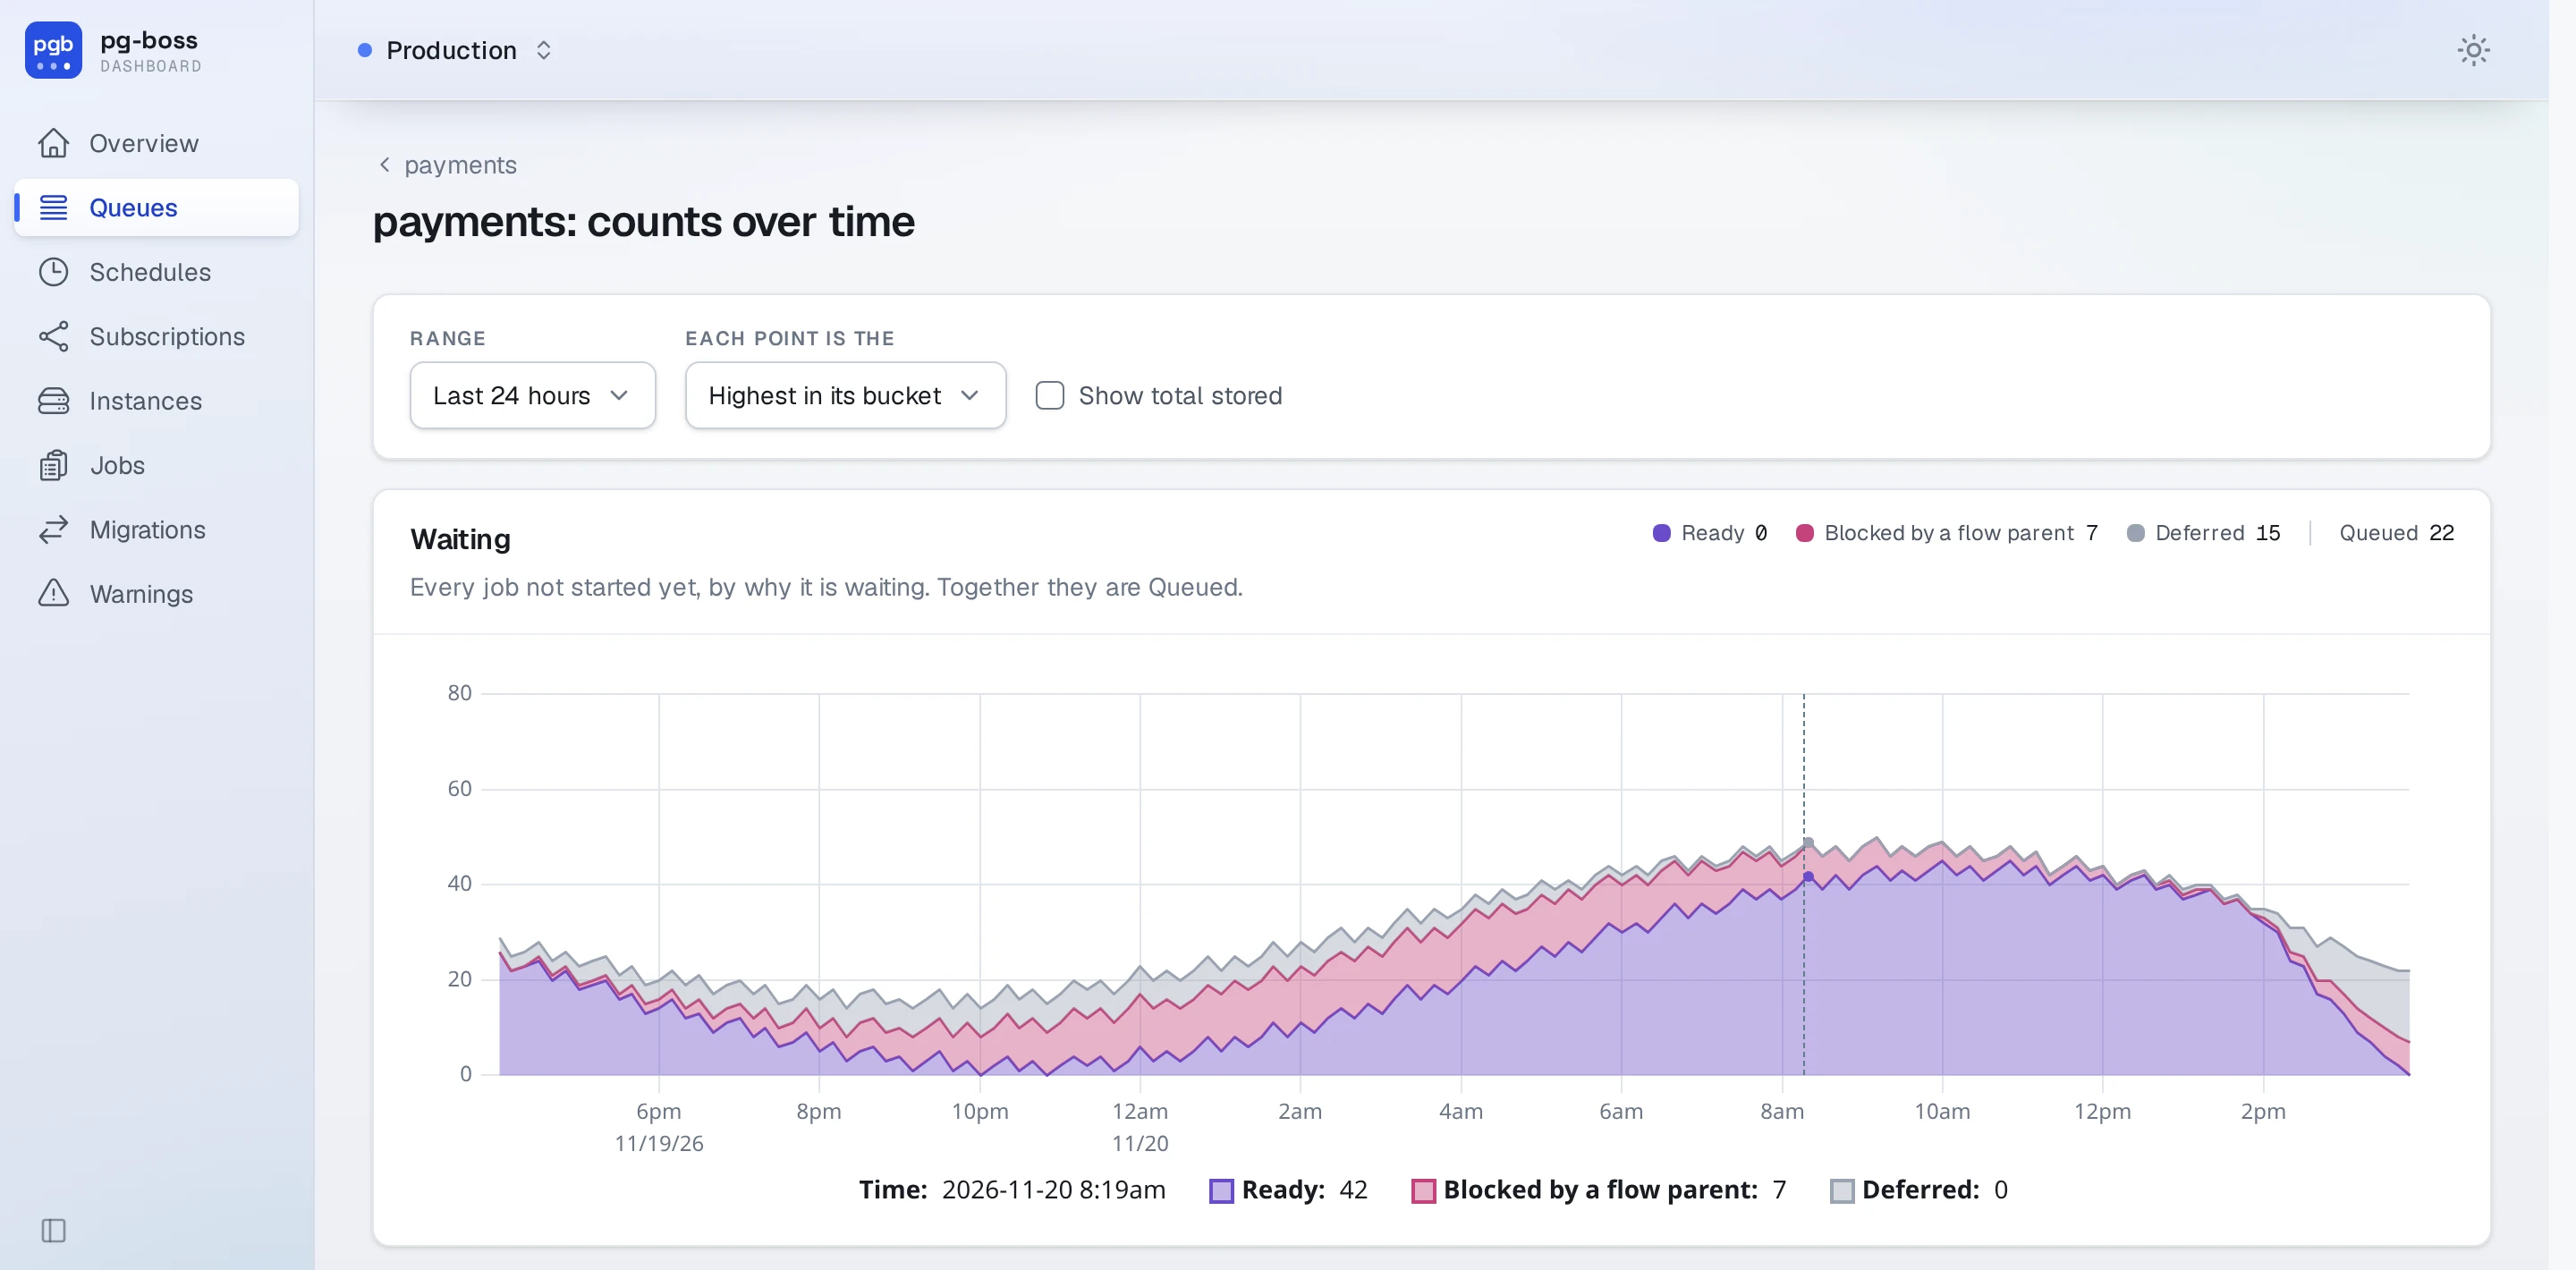 pgb
pg-boss
DASHBOARD
Overview
Queues
Schedules
Subscriptions
Instances
Jobs
Migrations
Warnings
Production
payments
payments: counts over time
RANGE
Last 24 hours
EACH POINT IS THE
Highest in its bucket
Show total stored
Waiting
Ready 0 Blocked by a flow parent 7 Deferred 15 Queued 22
Every job not started yet, by why it is waiting. Together they are Queued.
80
60
40
20
0
6pm 8pm 10pm 12am 2am 4am 6am 8am 10am 12pm 2pm
11/19/26 11/20
Time: 2026-11-20 8:19am Ready: 42 Blocked by a flow parent: 7 Deferred: 0